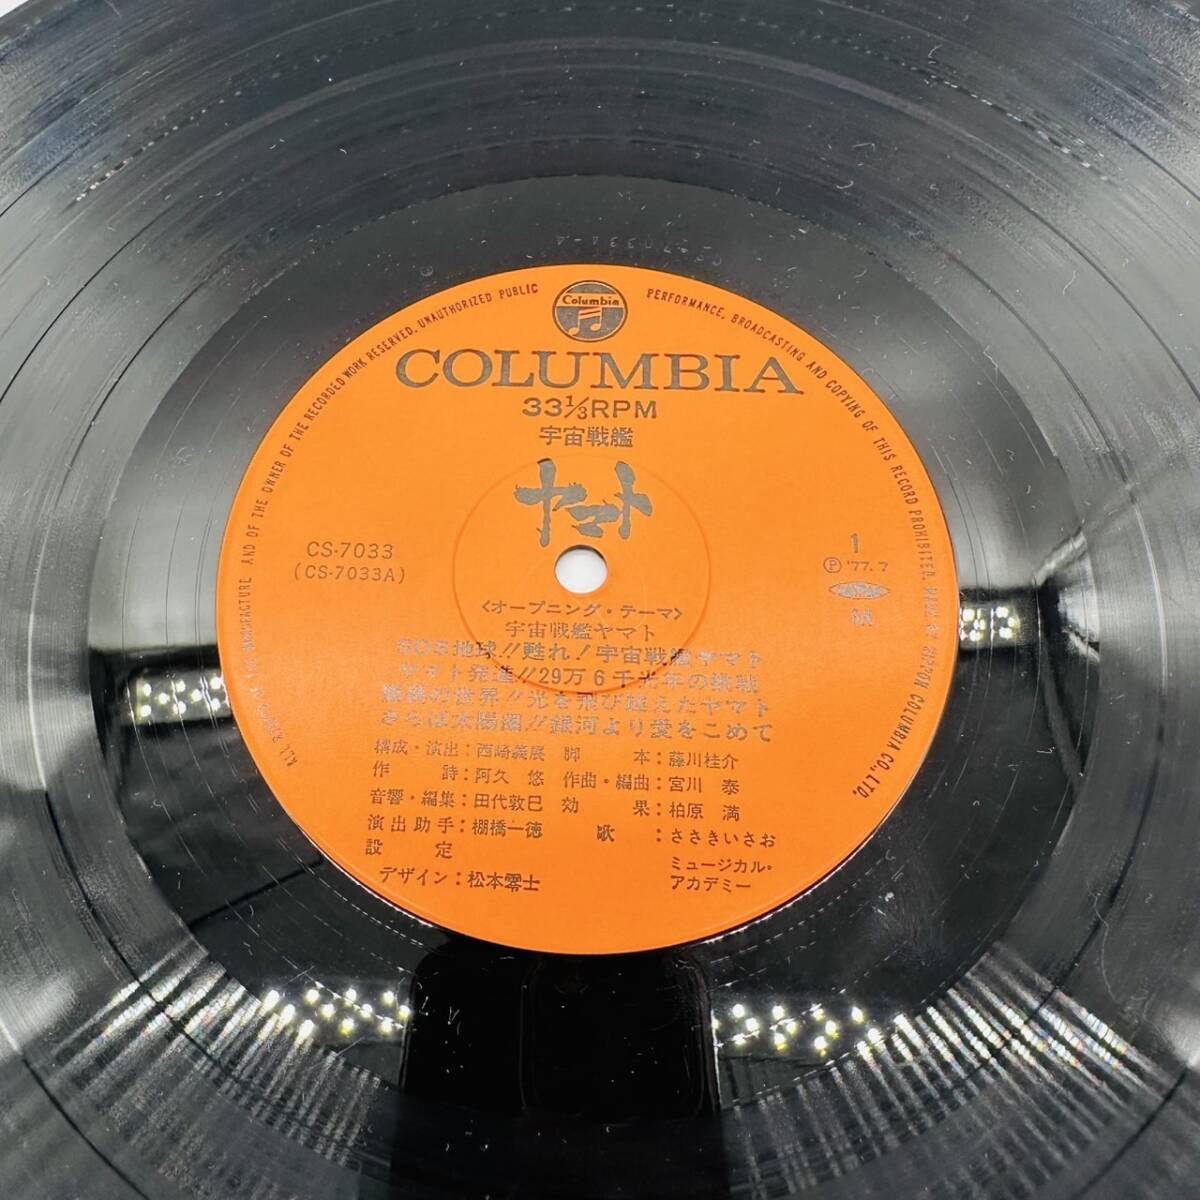 ALL RIGHTS OF THE MANUFACTURE AND OF THE OWNER OF THE RECORDED WORK RESERVED. UNAUTHORIZED PUBLIC PERFORMANCE, BROADCASTING AND COPYING OF THIS RECORD PROHIBITED. MADE BY NIPPON COLUMBIA CO., LTD.
Columbia
COLUMBIA
33 1/3 RPM
宇宙戦艦
ヤマト
CS-7033
(CS-7033A)
1
Ⓟ '77. 7
M
〈オープニング・テーマ〉
宇宙戦艦ヤマト
SOS地球!!甦れ!宇宙戦艦ヤマト
ヤマト発進!!29万6千光年の挑戦
の世界!!光を飛び越えたヤマト
さらば太陽圏!!銀河より愛をこめて
構成・演出:西崎義展 脚本:藤川桂介
作詩:阿久 悠 作曲・編曲:宮川 泰
音響・編集:田代敦巳 効果:柏原 満
演出助手:棚橋一徳 歌:ささきいさお
設定
デザイン:松本零士
ミュージカル・
アカデミー